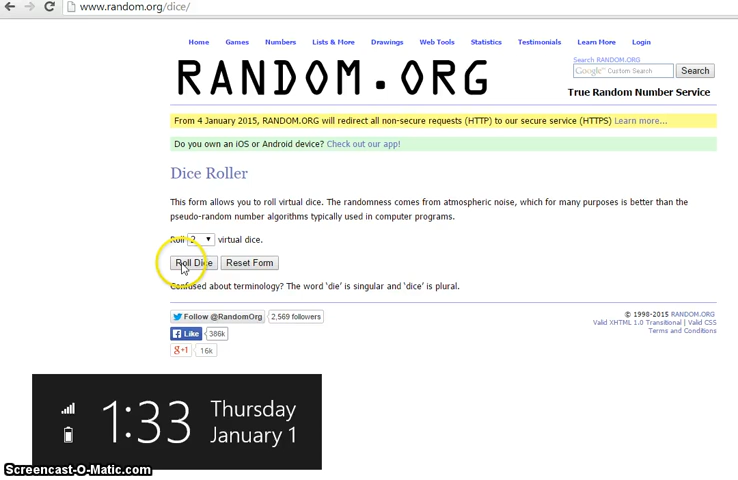 www.random.org/dice/
Home Games Numbers Lists & More Drawings Web Tools Statistics Testimonials Learn More Login
Search RANDOM.ORG
RANDOM.ORG
Google™ Custom Search Search
True Random Number Service
From 4 January 2015, RANDOM.ORG will redirect all non-secure requests (HTTP) to our secure service (HTTPS) Learn more...
Do you own an iOS or Android device? Check out our app!
Dice Roller
This form allows you to roll virtual dice. The randomness comes from atmospheric noise, which for many purposes is better than the
pseudo-random number algorithms typically used in computer programs.
Roll 2 virtual dice.
Roll Dice Reset Form
Confused about terminology? The word ‘die’ is singular and ‘dice’ is plural.
Follow @RandomOrg 2,569 followers
Like 386k
g+1 16k
© 1998-2015 RANDOM.ORG
Valid XHTML 1.0 Transitional | Valid CSS
Terms and Conditions
1:33 Thursday
January 1
Screencast-O-Matic.com